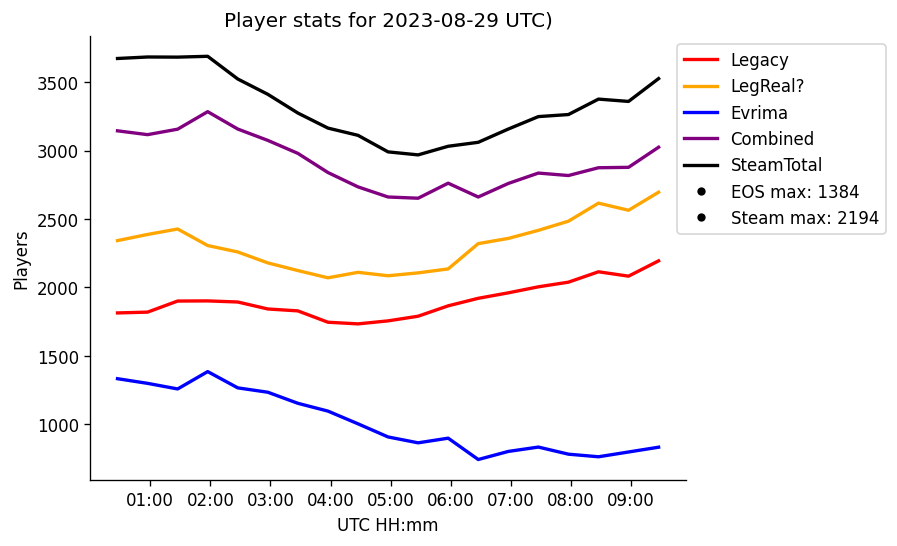 Player stats for 2023-08-29 UTC)
Legacy
LegReal?
Evrima
Combined
SteamTotal
EOS max: 1384
Steam max: 2194
Players
3500
3000
2500
2000
1500
1000
01:00 02:00 03:00 04:00 05:00 06:00 07:00 08:00 09:00
UTC HH:mm